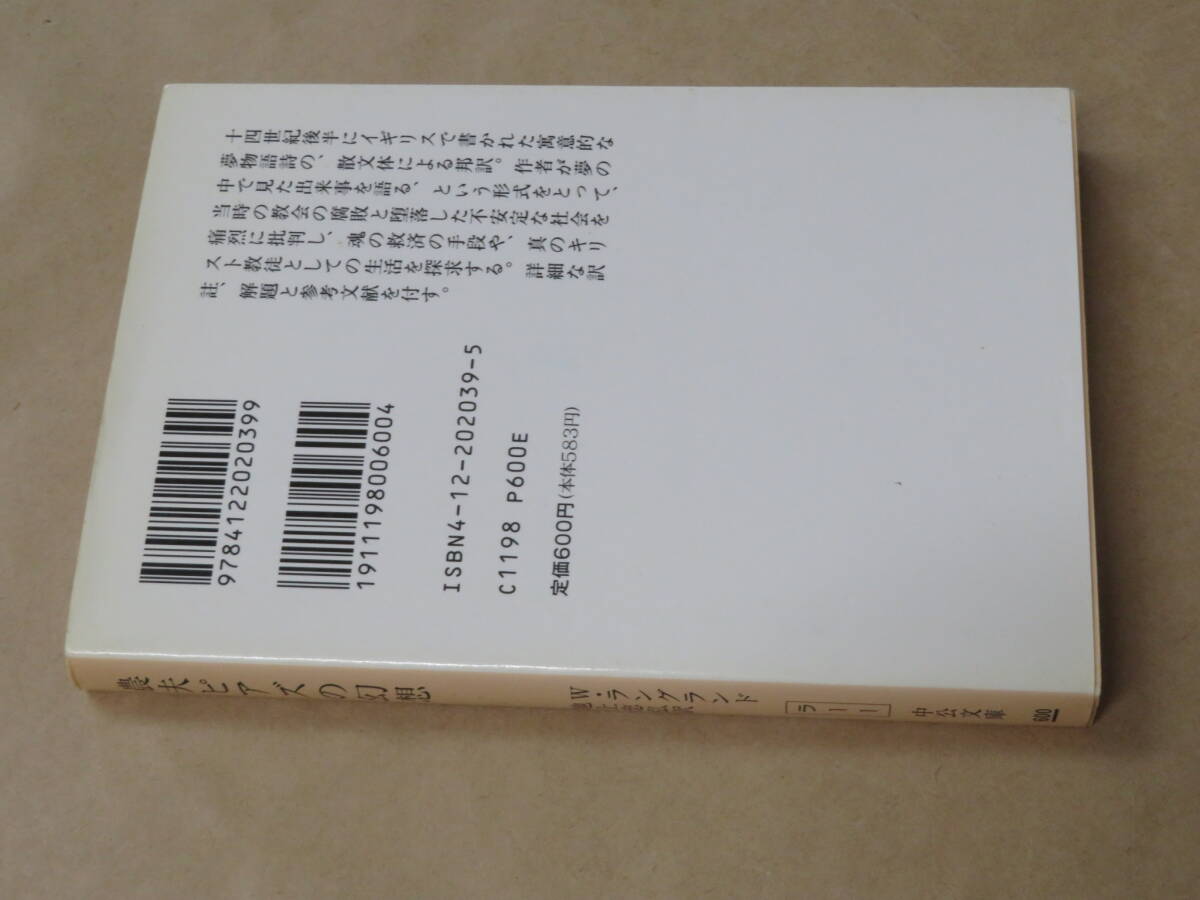 十四世紀後半にイギリスで書かれた寓意的な
夢物語詩の、散文体による邦訳。作者が夢の
中で見た出来事を語る、という形式をとって、
当時の教会の腐敗と堕落した不安定な社会を
痛烈に批判し、魂の救済の手段や、真のキリ
スト教徒としての生活を探求する。詳細な訳
註、解題と参考文献を付す。
9784122020399
1911198006004
ISBN4-12-202039-5
C1198 P600E
定価600円(本体583円)
農夫ピアズの幻想
W・ラングランド
池上忠弘訳
ラ-1-1
中公文庫
600